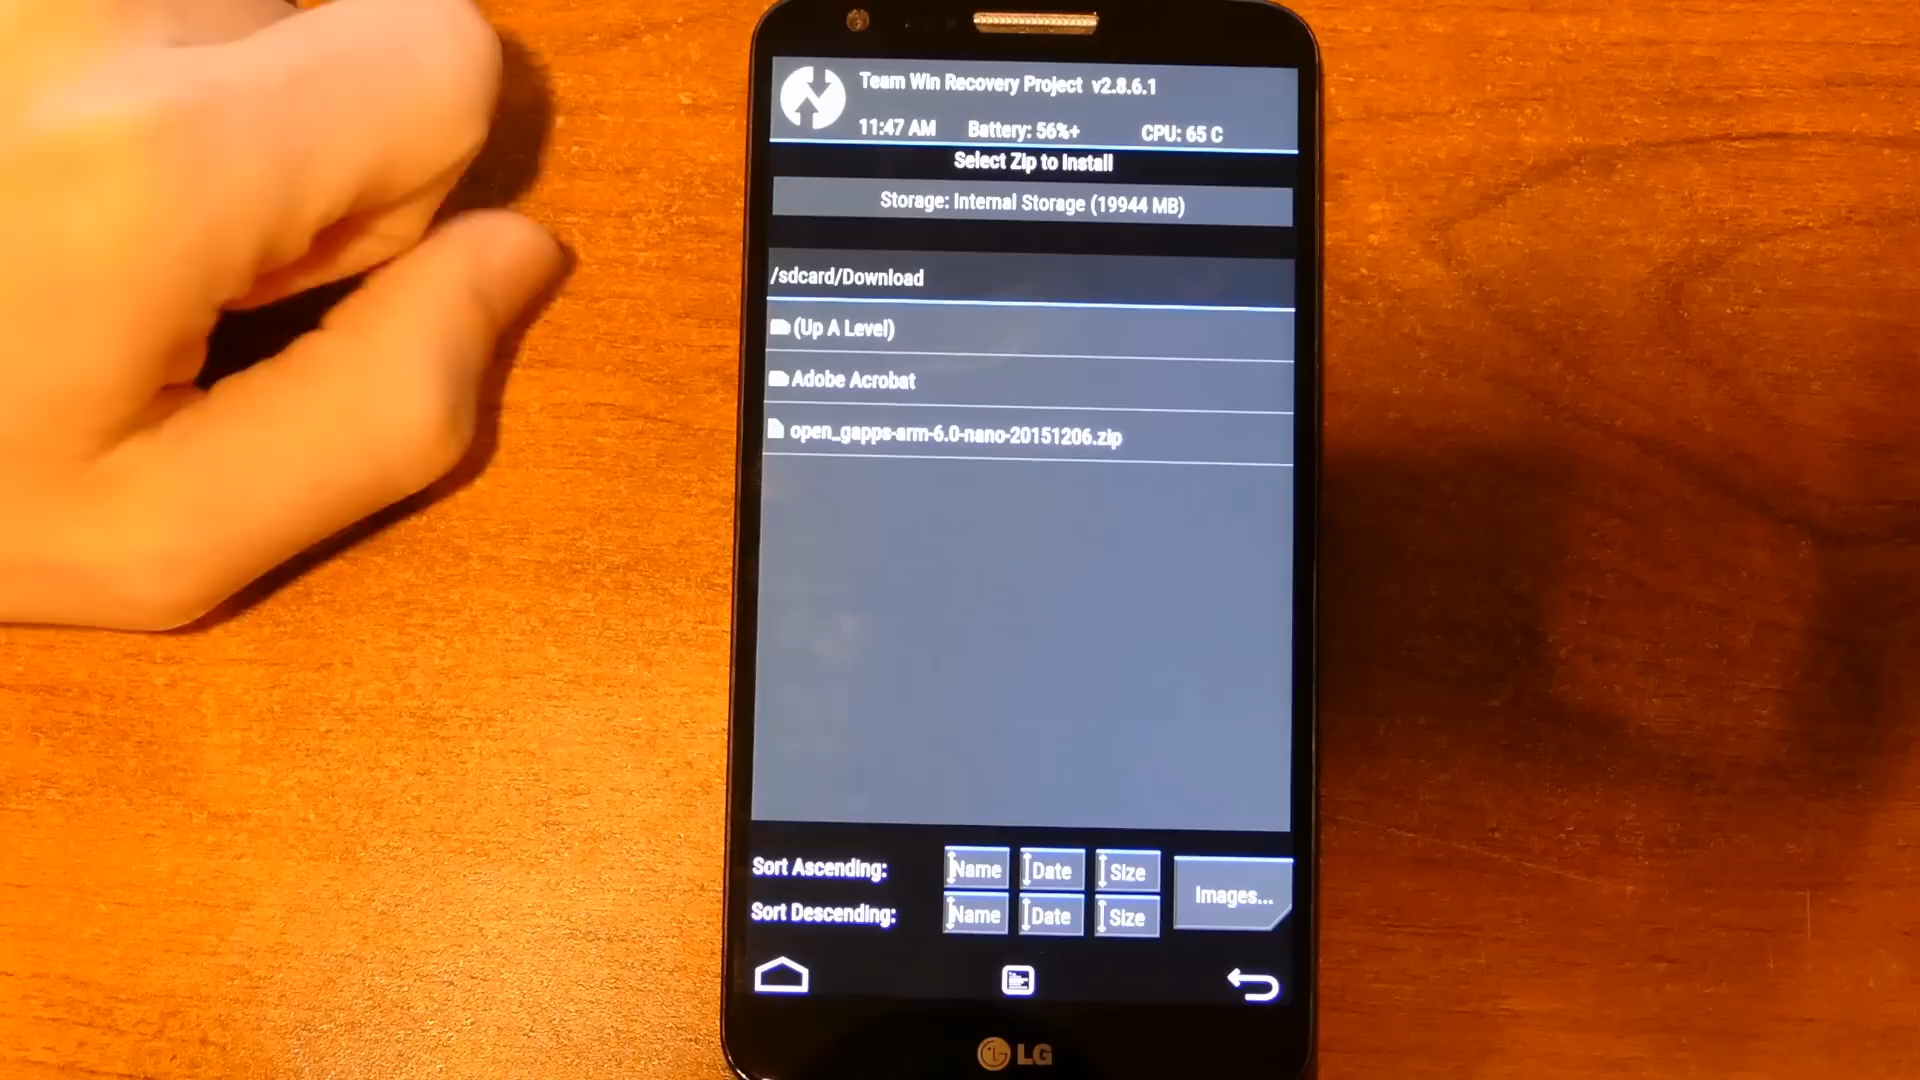 Team Win Recovery Project v2.8.6.1
11:47 AM Battery: 56%+ CPU: 65 C
Select Zip to Install
Storage: Internal Storage (19944 MB)
/sdcard/Download
(Up A Level)
Adobe Acrobat
open_gapps-arm-6.0-nano-20151206.zip
Sort Ascending: Name Date Size
Images...
Sort Descending: Name Date Size
LG